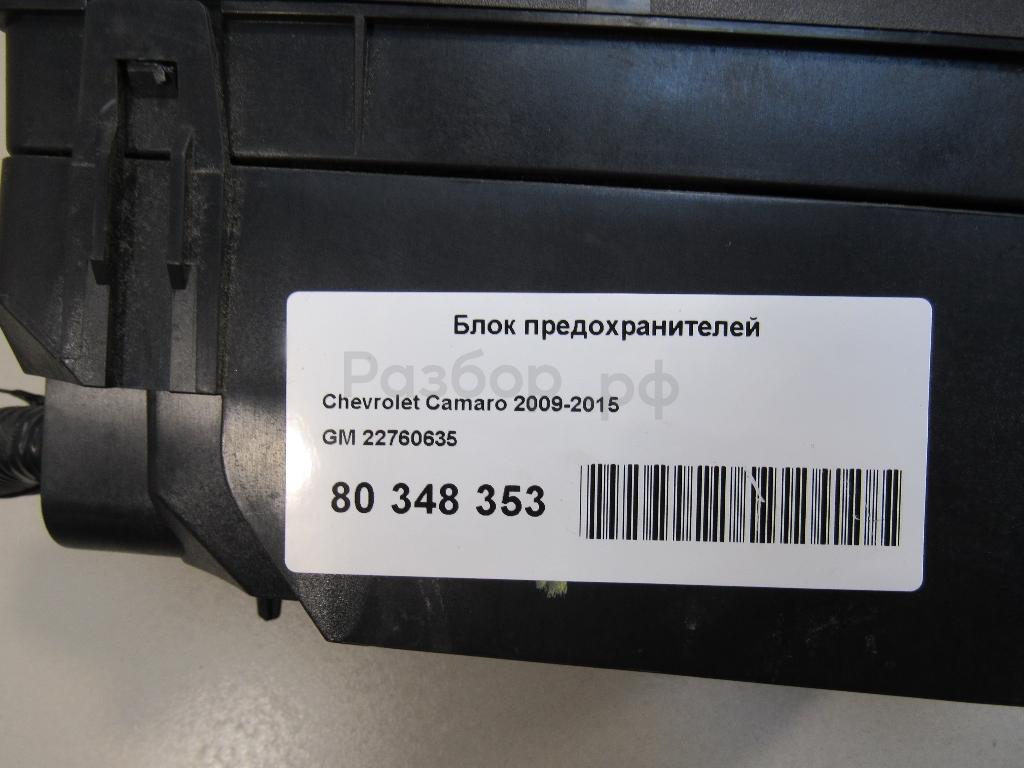 Блок предохранителей
Разбор.рф
Chevrolet Camaro 2009-2015
GM 22760635
80 348 353